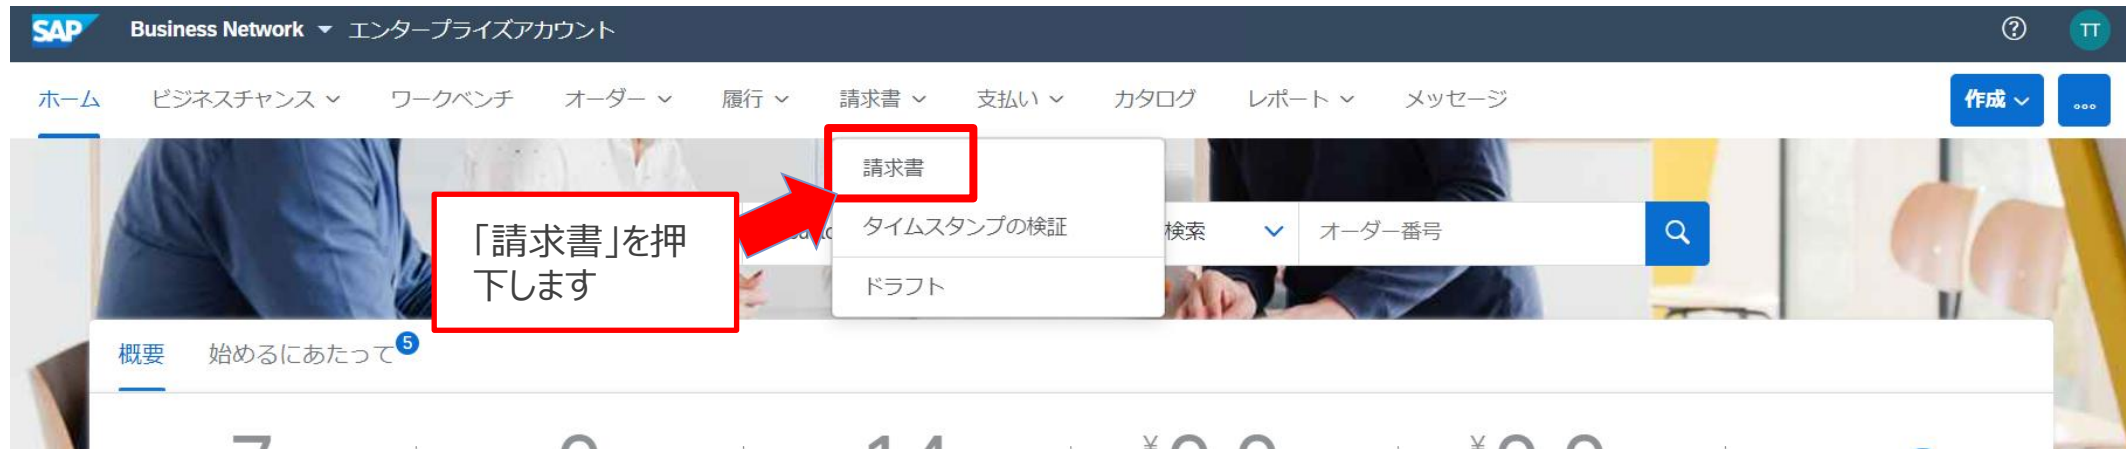 SAP Business Network エンタープライズアカウント TT
ホーム ビジネスチャンス ワークベンチ オーダー 履行 請求書 支払い カタログ レポート メッセージ 作成
請求書
「請求書」を押
下します
タイムスタンプの検証
検索 オーダー番号
ドラフト
概要 始めるにあたって 5